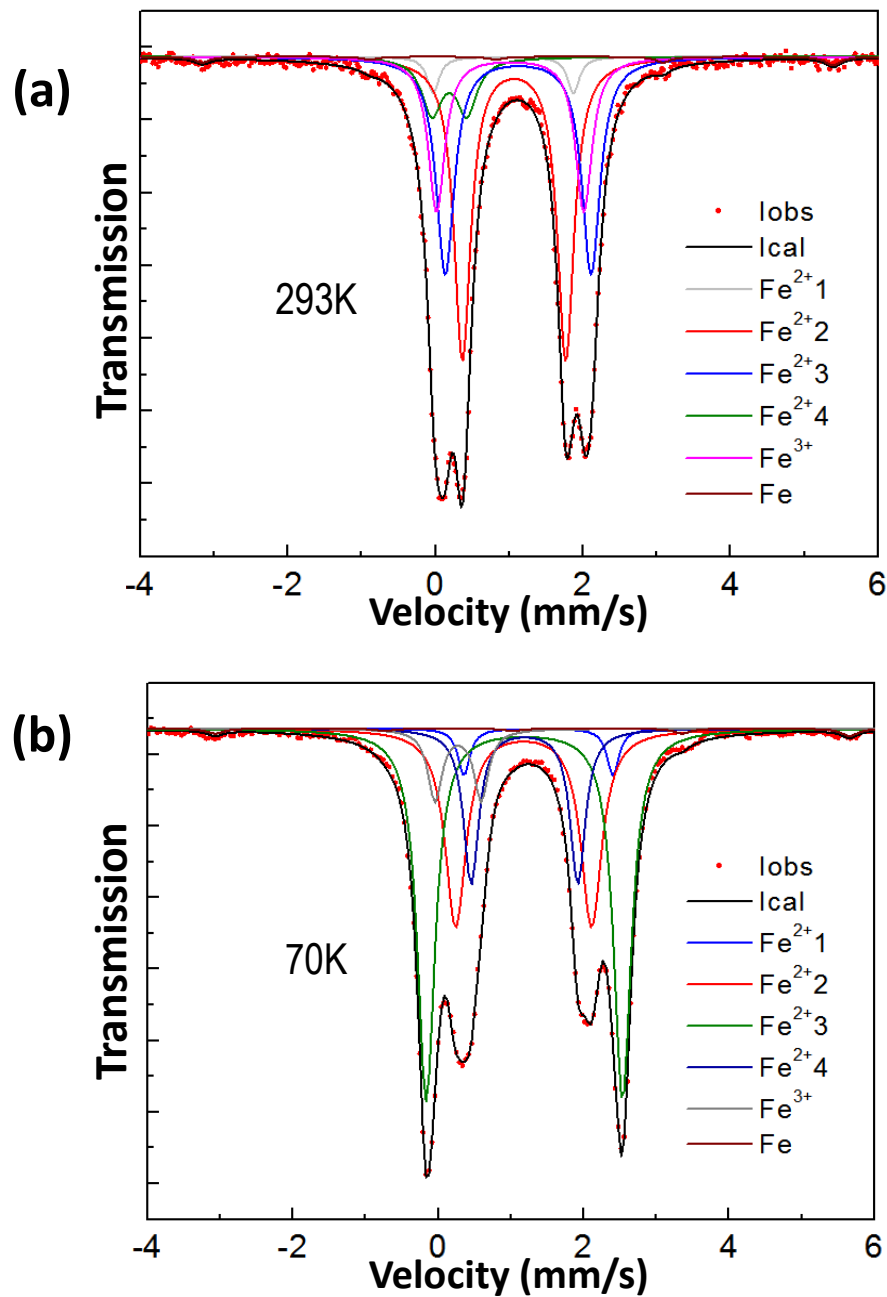 (a)
Transmission
293K
Iobs
Ical
Fe²⁺1
Fe²⁺2
Fe²⁺3
Fe²⁺4
Fe³⁺
Fe
-4 -2 0 2 4 6
Velocity (mm/s)
(b)
Transmission
70K
Iobs
Ical
Fe²⁺1
Fe²⁺2
Fe²⁺3
Fe²⁺4
Fe³⁺
Fe
-4 -2 0 2 4 6
Velocity (mm/s)